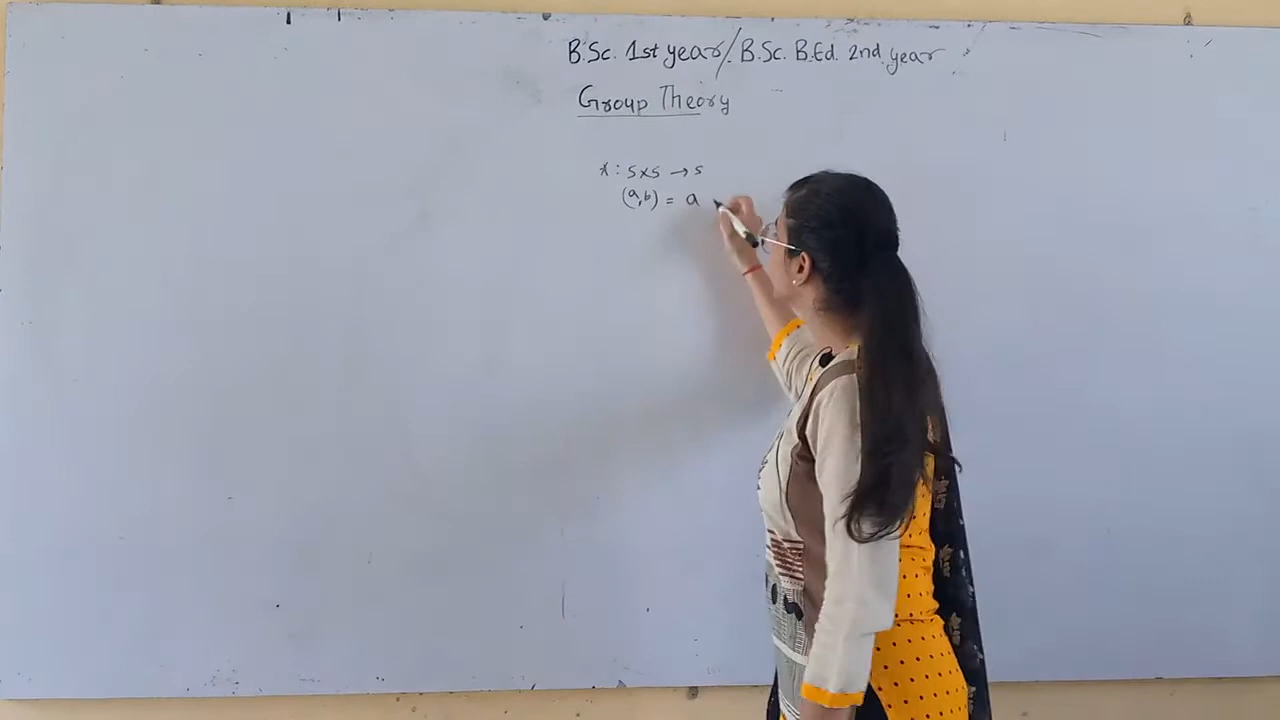 B.Sc. 1st year/B.Sc. B.Ed. 2nd year
Group Theory
* : S×S → S
(a,b) = a